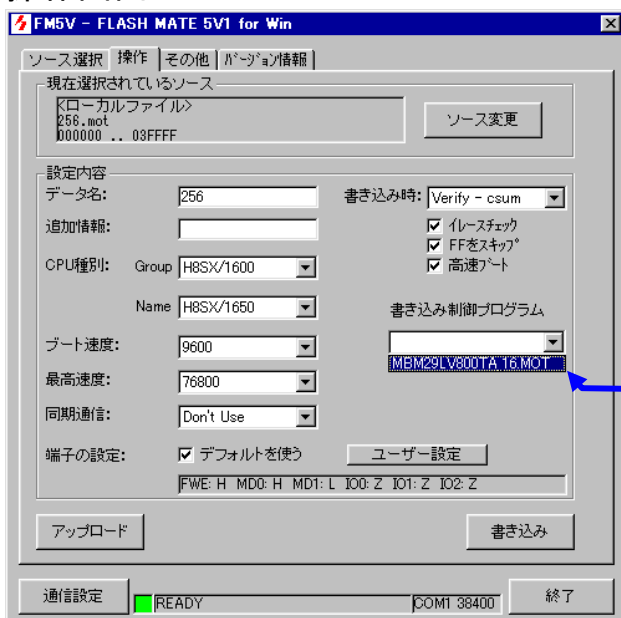 FM5V - FLASH MATE 5V1 for Win
ソース選択 操作 その他 ﾊﾞｰｼﾞｮﾝ情報
現在選択されているソース
<ローカルファイル>
256.mot
000000 .. 03FFFF
ソース変更
設定内容
データ名: 256
書き込み時: Verify - csum
追加情報:
ｲﾚｰｽﾁｪｯｸ
FFをｽｷｯﾌﾟ
高速ﾌﾞｰﾄ
CPU種別: Group H8SX/1600
Name H8SX/1650
書き込み制御プログラム
MBM29LV800TA_16.MOT
ブート速度: 9600
最高速度: 76800
同期通信: Don't Use
端子の設定: デフォルトを使う ユーザー設定
FWE: H MD0: H MD1: L IO0: Z IO1: Z IO2: Z
アップロード 書き込み
通信設定 READY COM1 38400 終了